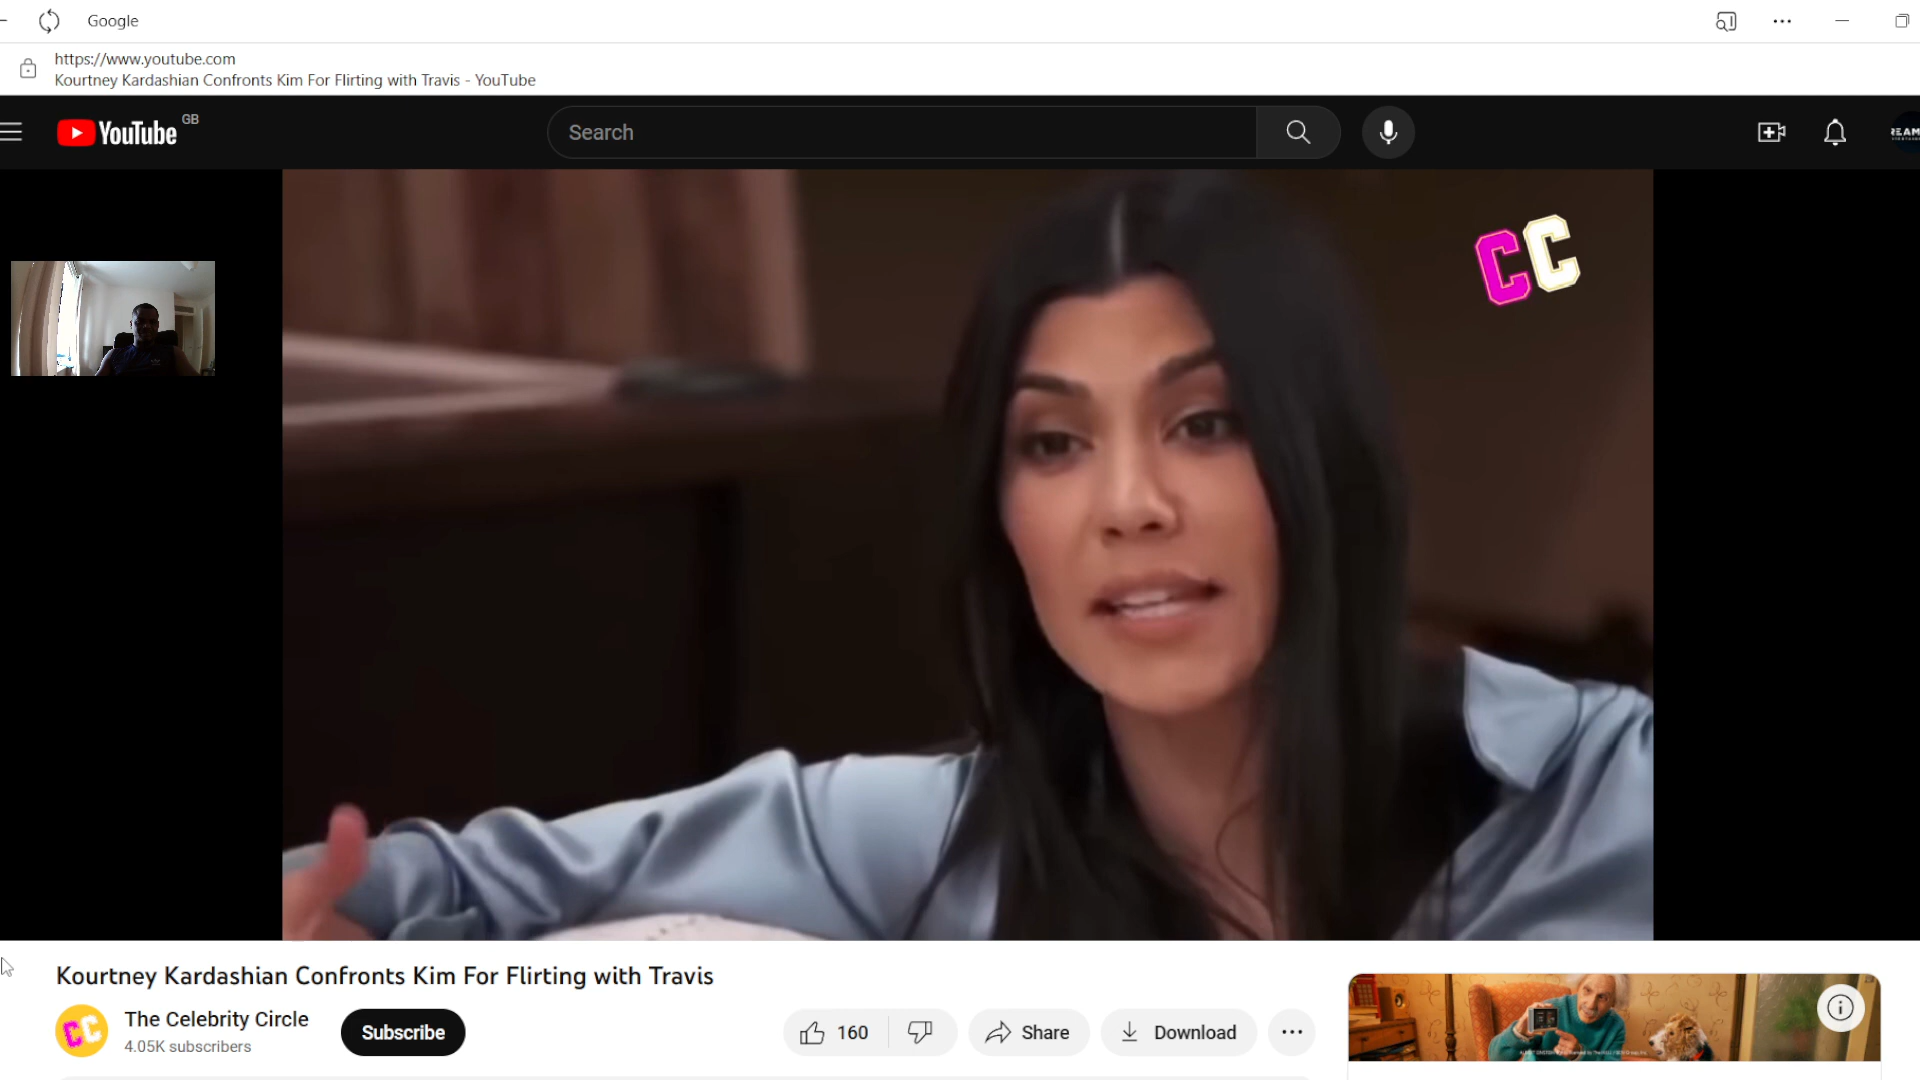 Google
https://www.youtube.com
Kourtney Kardashian Confronts Kim For Flirting with Travis - YouTube
YouTube GB
Search
CC
Kourtney Kardashian Confronts Kim For Flirting with Travis
CC
The Celebrity Circle
4.05K subscribers
Subscribe
160
Share
Download